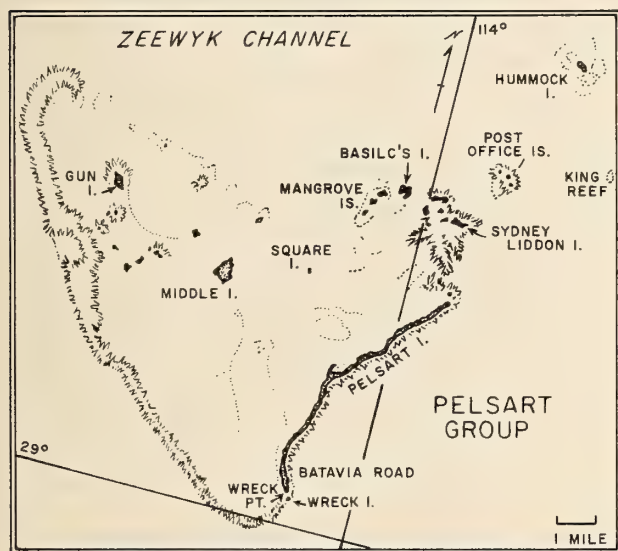 ZEEWYK CHANNEL
N
114°
HUMMOCK
I.
POST
OFFICE IS.
BASILC'S I.
GUN
I.
MANGROVE
IS.
KING
REEF
SYDNEY
LIDDON I.
SQUARE
I.
MIDDLE I.
PELSART I.
PELSART
GROUP
29°
BATAVIA ROAD
WRECK
PT.
WRECK I.
1 MILE